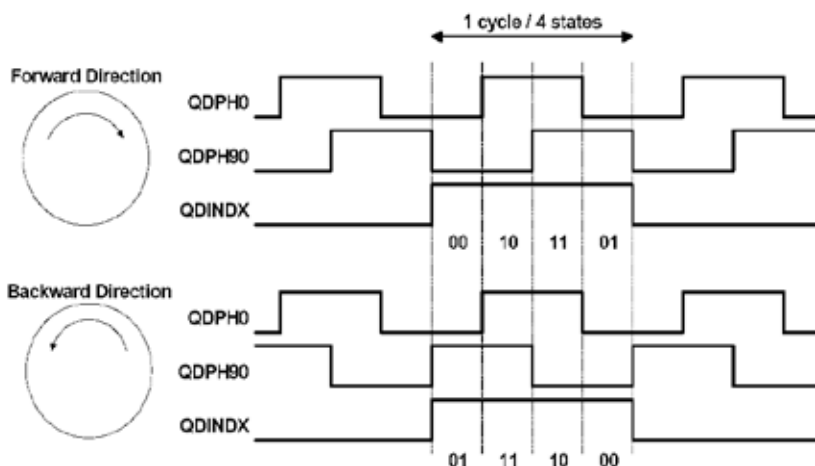 1 cycle / 4 states
Forward Direction
QDPH0
QDPH90
QDINDX
00 10 11 01
Backward Direction
QDPH0
QDPH90
QDINDX
01 11 10 00